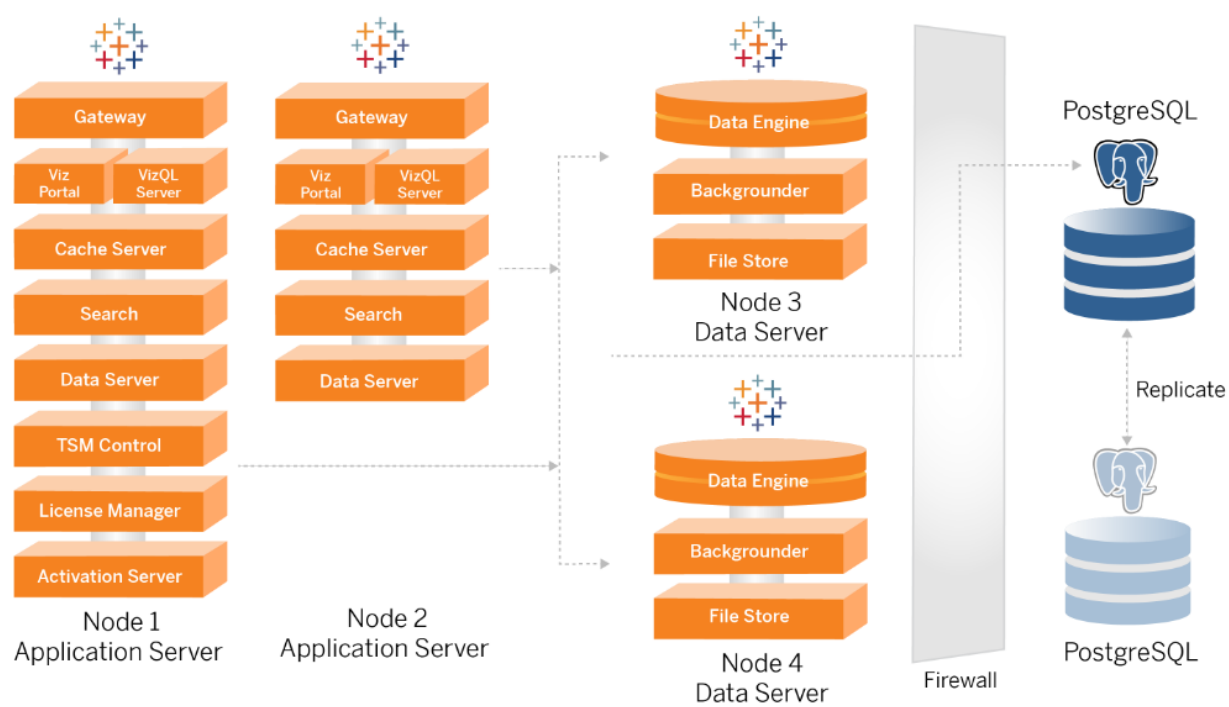 Gateway
Viz
Portal
VizQL
Server
Cache Server
Search
Data Server
TSM Control
License Manager
Activation Server
Node 1
Application Server
Gateway
Viz
Portal
VizQL
Server
Cache Server
Search
Data Server
Node 2
Application Server
Data Engine
Backgrounder
File Store
Node 3
Data Server
Data Engine
Backgrounder
File Store
Node 4
Data Server
Firewall
PostgreSQL
Replicate
PostgreSQL